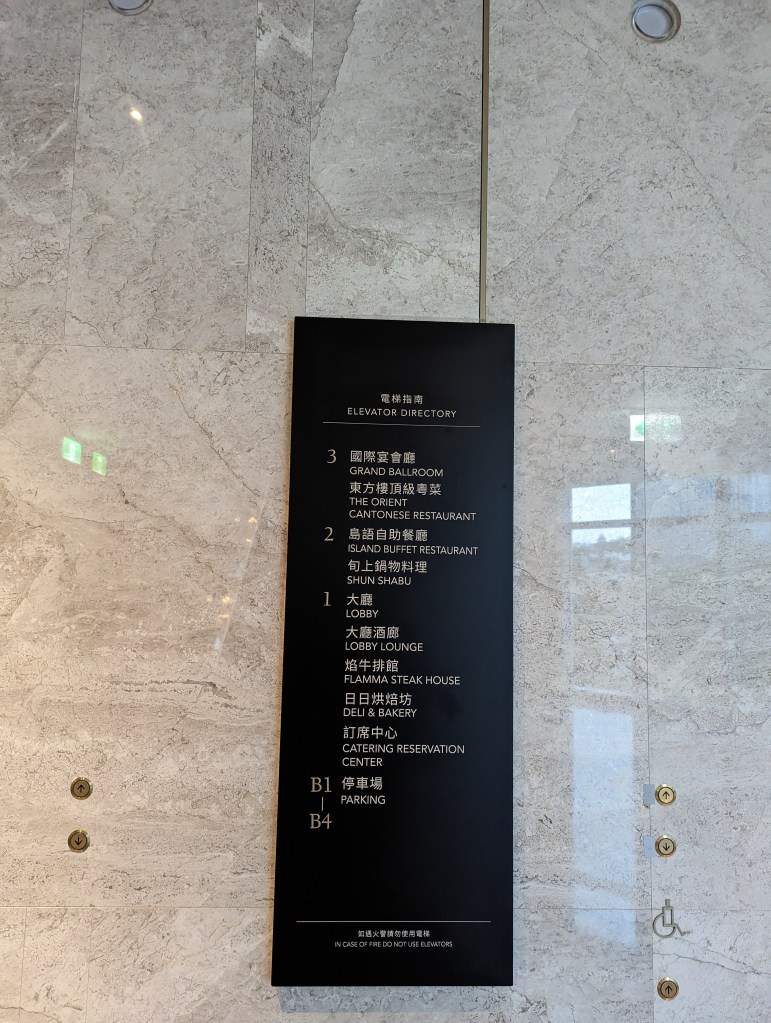 電梯指南
ELEVATOR DIRECTORY
3 國際宴會廳
GRAND BALLROOM
東方樓頂級粵菜
THE ORIENT
CANTONESE RESTAURANT
2 島語自助餐廳
ISLAND BUFFET RESTAURANT
旬上鍋物料理
SHUN SHABU
1 大廳
LOBBY
大廳酒廊
LOBBY LOUNGE
焰牛排館
FLAMMA STEAK HOUSE
日日烘焙坊
DELI & BAKERY
訂席中心
CATERING RESERVATION
CENTER
B1 停車場
| PARKING
B4
如遇火警請勿使用電梯
IN CASE OF FIRE DO NOT USE ELEVATORS